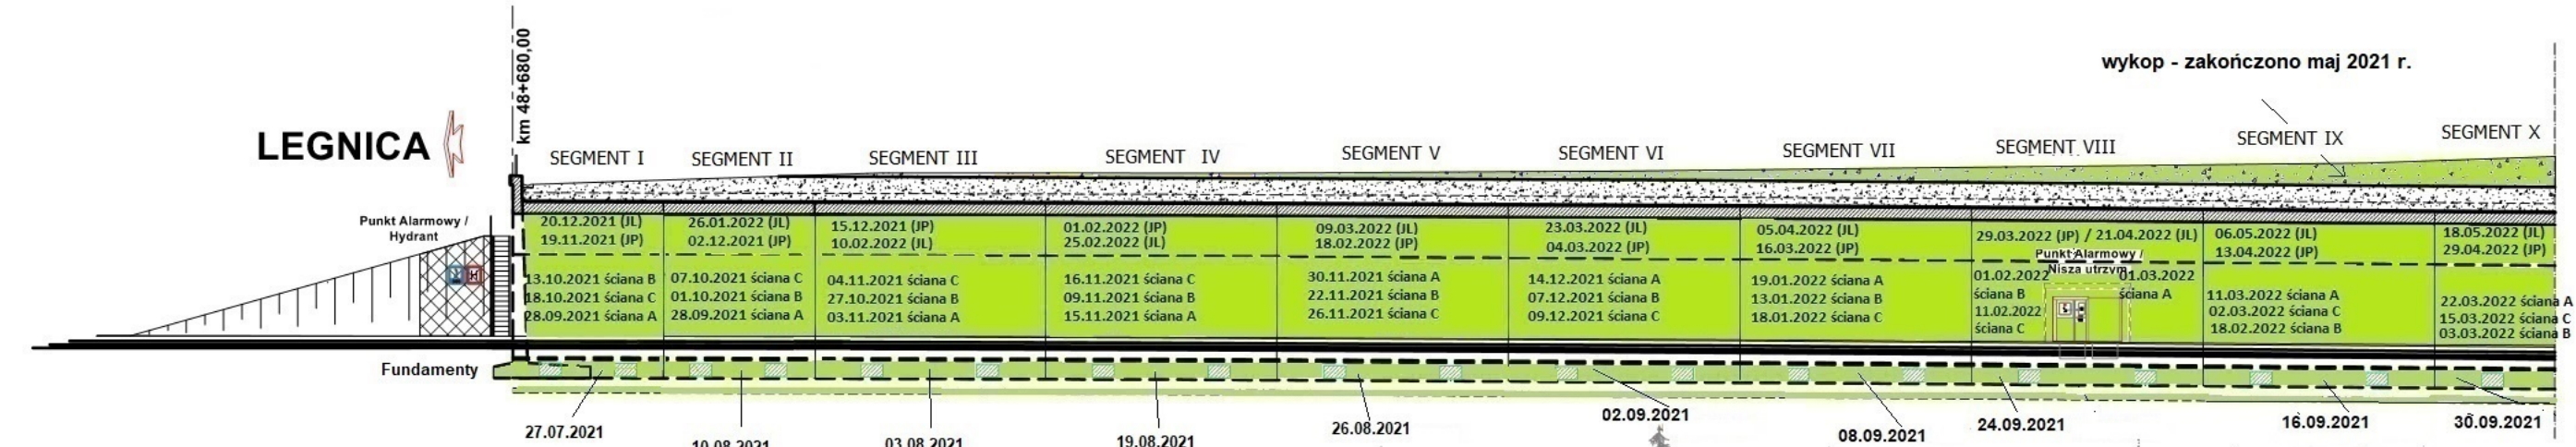 km 48+680,00
wykop - zakończono maj 2021 r.
LEGNICA
SEGMENT I
SEGMENT II
SEGMENT III
SEGMENT IV
SEGMENT V
SEGMENT VI
SEGMENT VII
SEGMENT VIII
SEGMENT IX
SEGMENT X
Punkt Alarmowy /
Hydrant
20.12.2021 (JL)
19.11.2021 (JP)
13.10.2021 ściana B
18.10.2021 ściana C
28.09.2021 ściana A
26.01.2022 (JL)
02.12.2021 (JP)
07.10.2021 ściana C
01.10.2021 ściana B
28.09.2021 ściana A
15.12.2021 (JP)
10.02.2022 (JL)
04.11.2021 ściana C
27.10.2021 ściana B
03.11.2021 ściana A
01.02.2022 (JP)
25.02.2022 (JL)
16.11.2021 ściana C
09.11.2021 ściana B
15.11.2021 ściana A
09.03.2022 (JL)
18.02.2022 (JP)
30.11.2021 ściana A
22.11.2021 ściana B
26.11.2021 ściana C
23.03.2022 (JL)
04.03.2022 (JP)
14.12.2021 ściana A
07.12.2021 ściana B
09.12.2021 ściana C
05.04.2022 (JL)
16.03.2022 (JP)
19.01.2022 ściana A
13.01.2022 ściana B
18.01.2022 ściana C
29.03.2022 (JP) / 21.04.2022 (JL)
Punkt Alarmowy /
Nisza utrzym.
01.02.2022
ściana B
11.02.2022
ściana C
01.03.2022
ściana A
06.05.2022 (JL)
13.04.2022 (JP)
11.03.2022 ściana A
02.03.2022 ściana C
18.02.2022 ściana B
18.05.2022 (JL)
29.04.2022 (JP)
22.03.2022 ściana A
15.03.2022 ściana C
03.03.2022 ściana B
Fundamenty
27.07.2021
10.08.2021
03.08.2021
19.08.2021
26.08.2021
02.09.2021
08.09.2021
24.09.2021
16.09.2021
30.09.2021